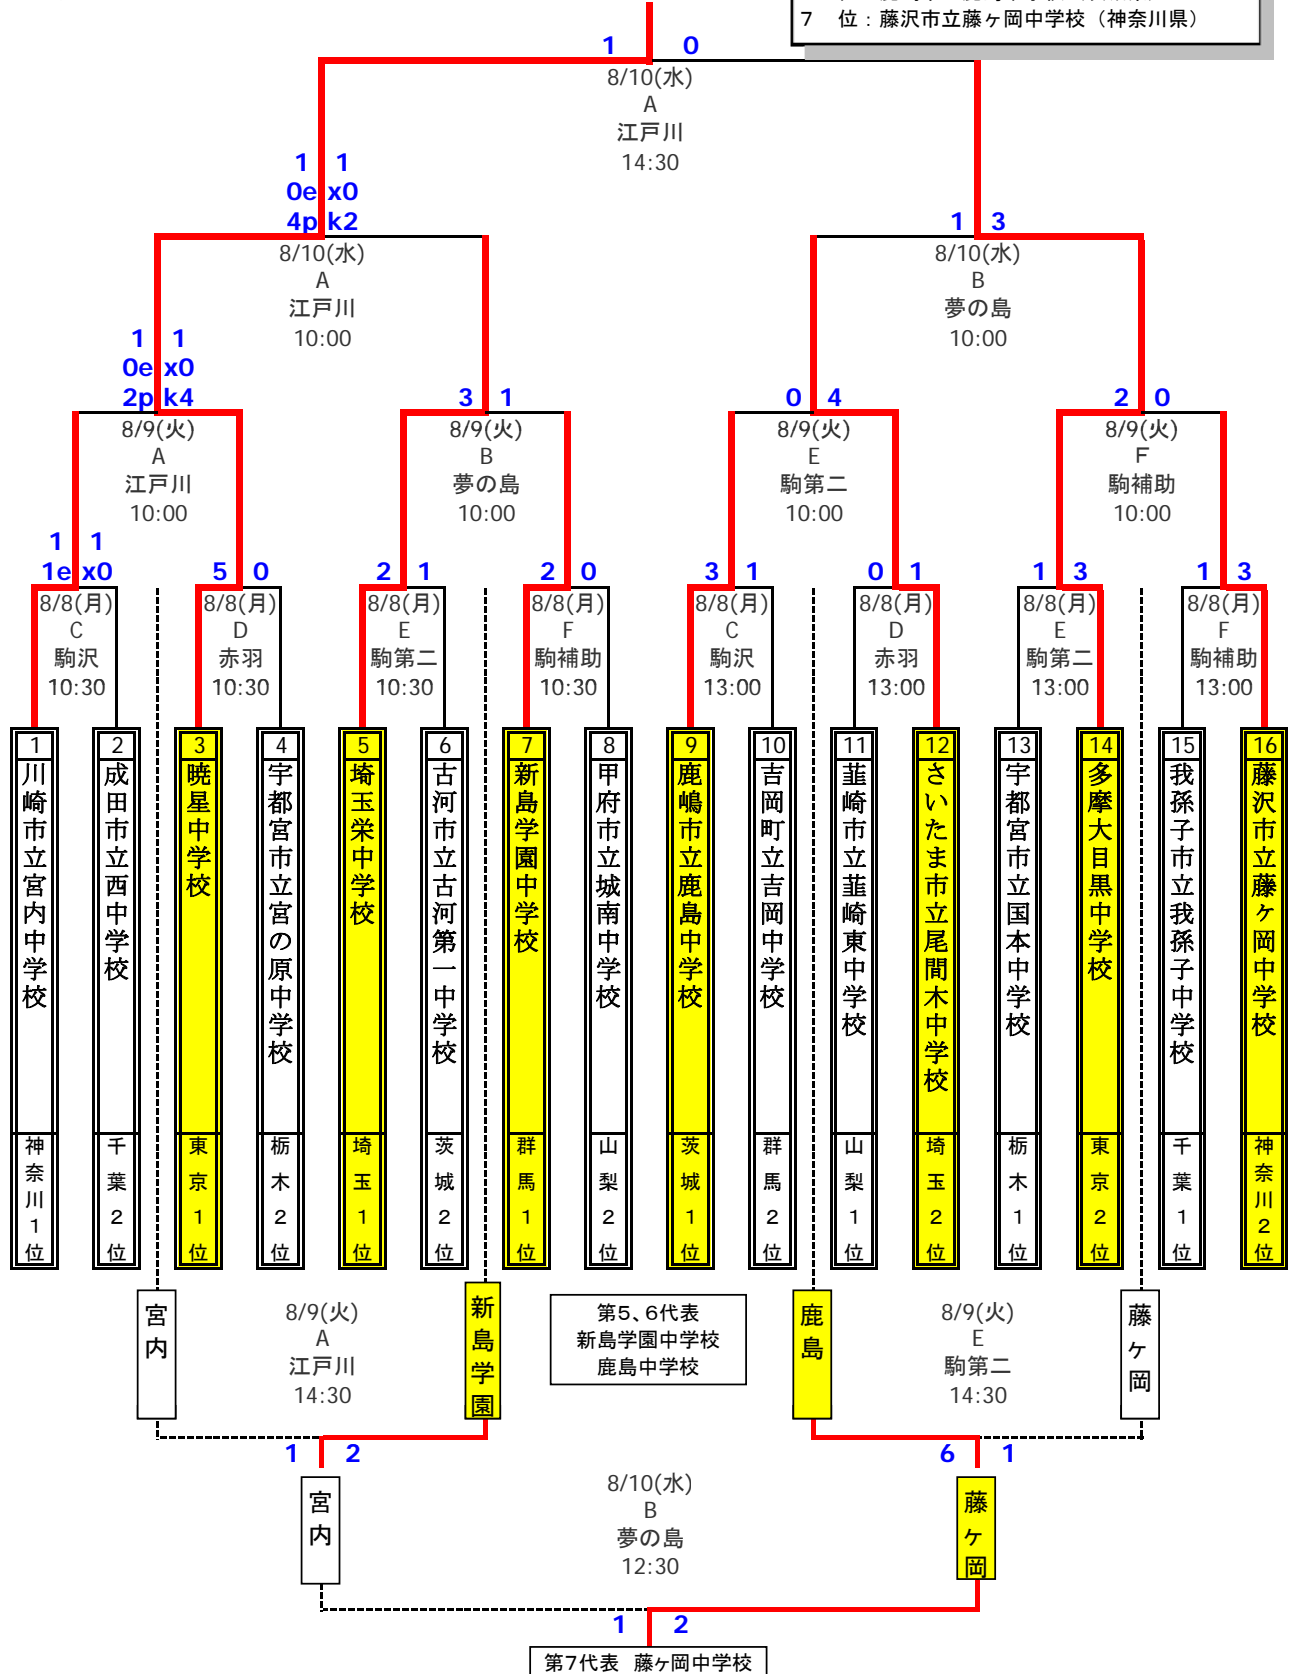 7 位：藤沢市立藤ヶ岡中学校（神奈川県）
1 0
8/10(水)
A
江戸川
14:30
1 1
0e x0
4p k2
8/10(水)
A
江戸川
10:00
1 3
8/10(水)
B
夢の島
10:00
1 1
0e x0
2p k4
8/9(火)
A
江戸川
10:00
3 1
8/9(火)
B
夢の島
10:00
0 4
8/9(火)
E
駒第二
10:00
2 0
8/9(火)
F
駒補助
10:00
1 1
1e x0
8/8(月)
C
駒沢
10:30
5 0
8/8(月)
D
赤羽
10:30
2 1
8/8(月)
E
駒第二
10:30
2 0
8/8(月)
F
駒補助
10:30
3 1
8/8(月)
C
駒沢
13:00
0 1
8/8(月)
D
赤羽
13:00
1 3
8/8(月)
E
駒第二
13:00
1 3
8/8(月)
F
駒補助
13:00
1
川崎市立宮内中学校
神奈川1位
2
成田市立西中学校
千葉2位
3
暁星中学校
東京1位
4
宇都宮市立宮の原中学校
栃木2位
5
埼玉栄中学校
埼玉1位
6
古河市立古河第一中学校
茨城2位
7
新島学園中学校
群馬1位
8
甲府市立城南中学校
山梨2位
9
鹿嶋市立鹿島中学校
茨城1位
10
吉岡町立吉岡中学校
群馬2位
11
韮崎市立韮崎東中学校
山梨1位
12
さいたま市立尾間木中学校
埼玉2位
13
宇都宮市立国本中学校
栃木1位
14
多摩大目黒中学校
東京2位
15
我孫子市立我孫子中学校
千葉1位
16
藤沢市立藤ケ岡中学校
神奈川2位
宮内
8/9(火)
A
江戸川
14:30
新島学園
第5、6代表
新島学園中学校
鹿島中学校
鹿島
8/9(火)
E
駒第二
14:30
藤ヶ岡
1 2
6 1
宮内
8/10(水)
B
夢の島
12:30
藤ヶ岡
1 2
第7代表 藤ヶ岡中学校